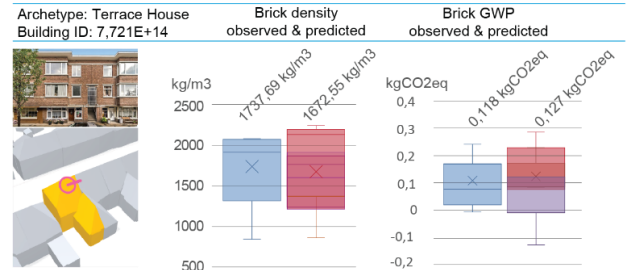 Archetype: Terrace House
Building ID: 7,721E+14
Brick density
observed & predicted
Brick GWP
observed & predicted
kg/m3
1737,69 kg/m3
1672,55 kg/m3
2500
2000
1500
1000
500
kgCO2eq
0,118 kgCO2eq
0,127 kgCO2eq
0,4
0,3
0,2
0,1
0
-0,1
-0,2